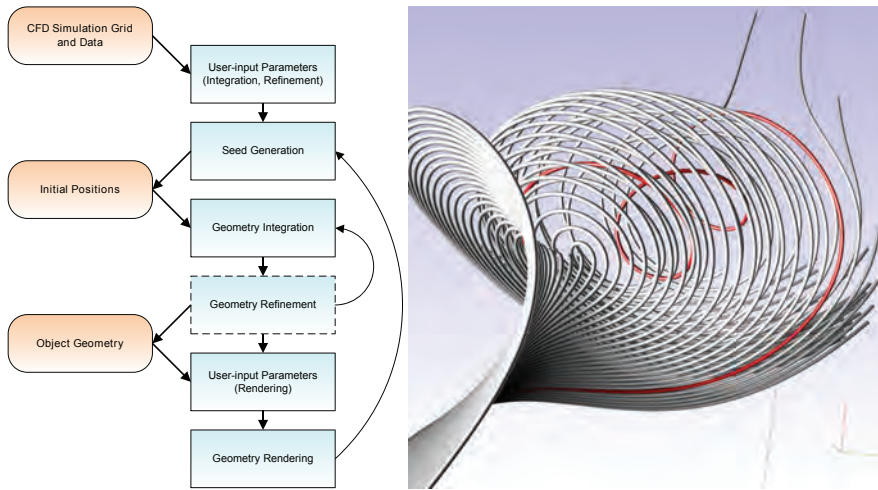 CFD Simulation Grid
and Data
User-input Parameters
(Integration, Refinement)
Seed Generation
Initial Positions
Geometry Integration
Geometry Refinement
Object Geometry
User-input Parameters
(Rendering)
Geometry Rendering